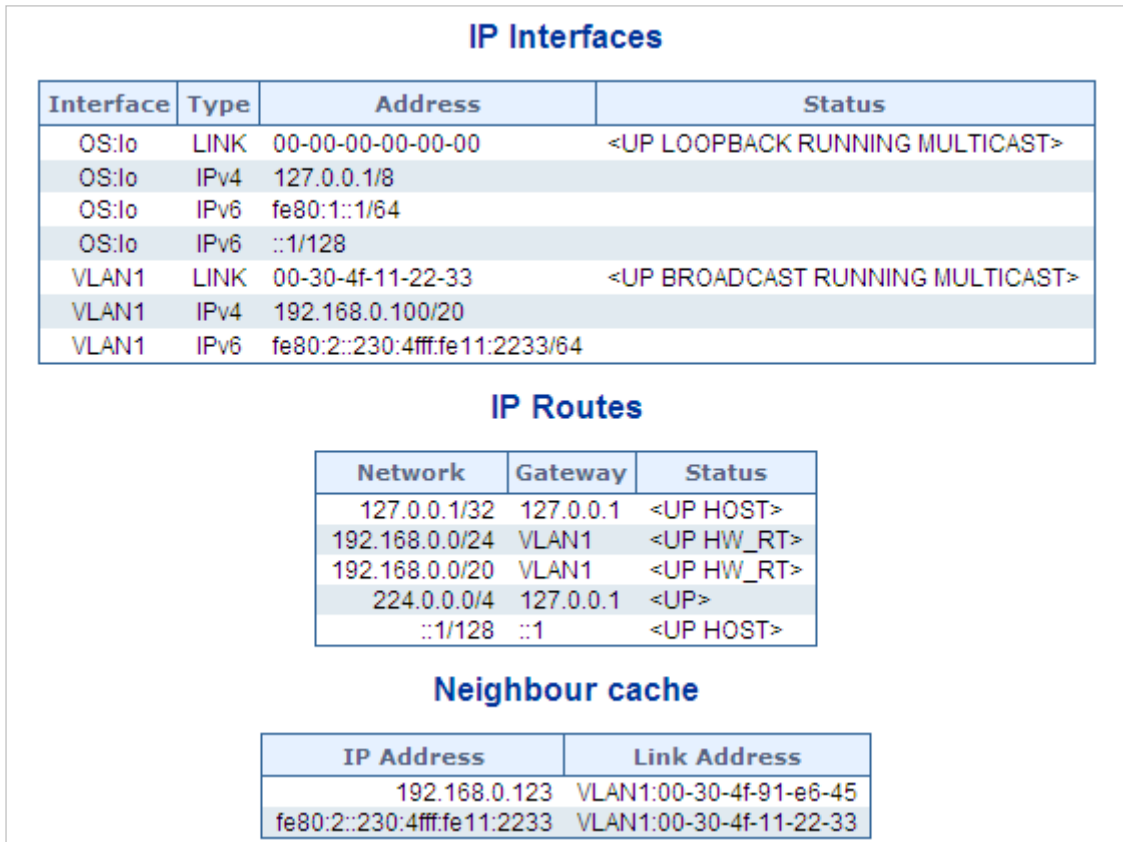 IP Interfaces
Interface Type Address Status
OS:lo LINK 00-00-00-00-00-00 <UP LOOPBACK RUNNING MULTICAST>
OS:lo IPv4 127.0.0.1/8
OS:lo IPv6 fe80:1::1/64
OS:lo IPv6 ::1/128
VLAN1 LINK 00-30-4f-11-22-33 <UP BROADCAST RUNNING MULTICAST>
VLAN1 IPv4 192.168.0.100/20
VLAN1 IPv6 fe80:2::230:4fff:fe11:2233/64
IP Routes
Network Gateway Status
127.0.0.1/32 127.0.0.1 <UP HOST>
192.168.0.0/24 VLAN1 <UP HW_RT>
192.168.0.0/20 VLAN1 <UP HW_RT>
224.0.0.0/4 127.0.0.1 <UP>
::1/128 ::1 <UP HOST>
Neighbour cache
IP Address Link Address
192.168.0.123 VLAN1:00-30-4f-91-e6-45
fe80:2::230:4fff:fe11:2233 VLAN1:00-30-4f-11-22-33